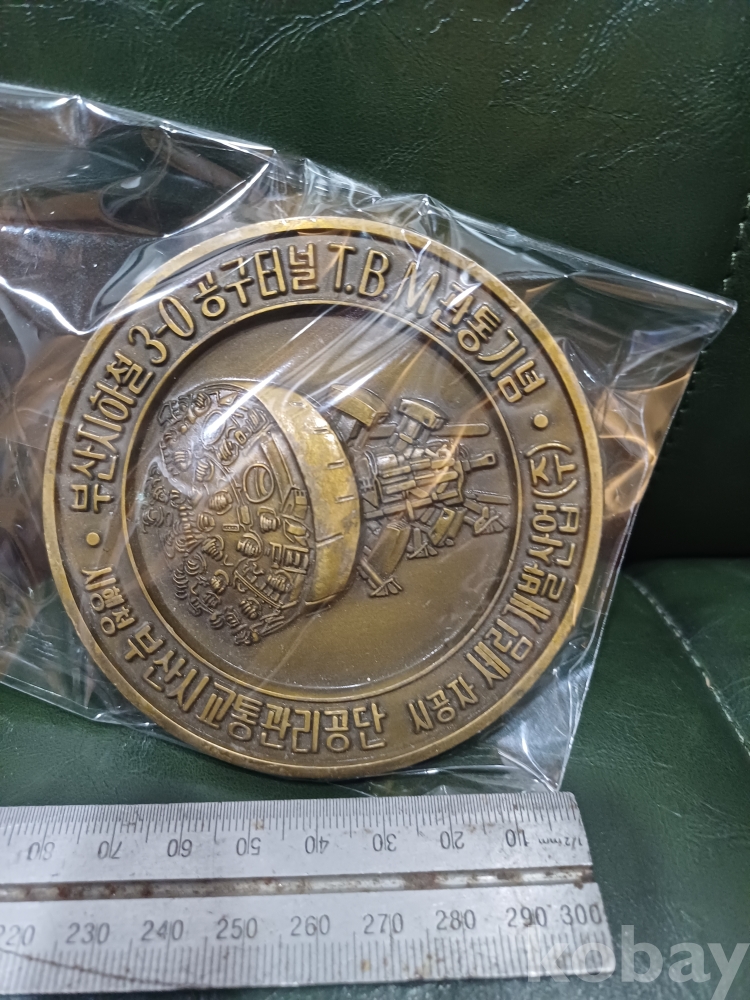 부산지하철 3-0 공구터널 T.B.M 관통기념
시행청 부산시교통관리공단
시공자 세림개발산업(주)
80 70 60 50 40 30 20 10 1/2mm
220 230 240 250 260 270 280 290 300
kobay